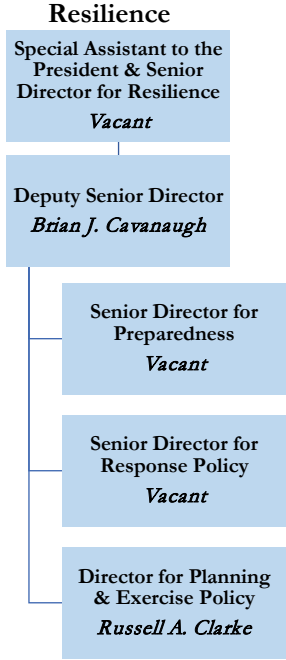 Resilience
Special Assistant to the
President & Senior
Director for Resilience
Vacant
Deputy Senior Director
Brian J. Cavanaugh
Senior Director for
Preparedness
Vacant
Senior Director for
Response Policy
Vacant
Director for Planning
& Exercise Policy
Russell A. Clarke